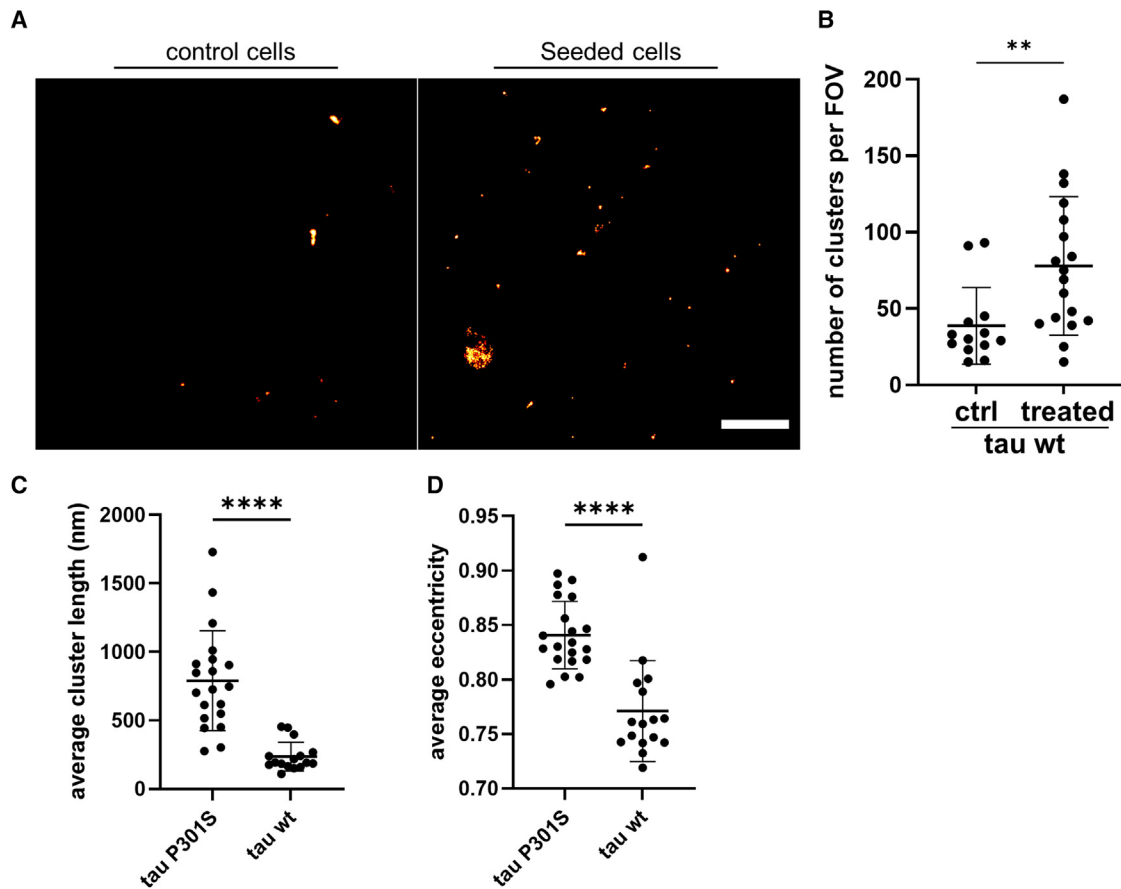 A
control cells
Seeded cells
B
**
number of clusters per FOV
200
150
100
50
0
ctrl
treated
tau wt
C
****
average cluster length (nm)
2000
1500
1000
500
0
tau P301S
tau wt
D
****
average eccentricity
0.95
0.90
0.85
0.80
0.75
0.70
tau P301S
tau wt